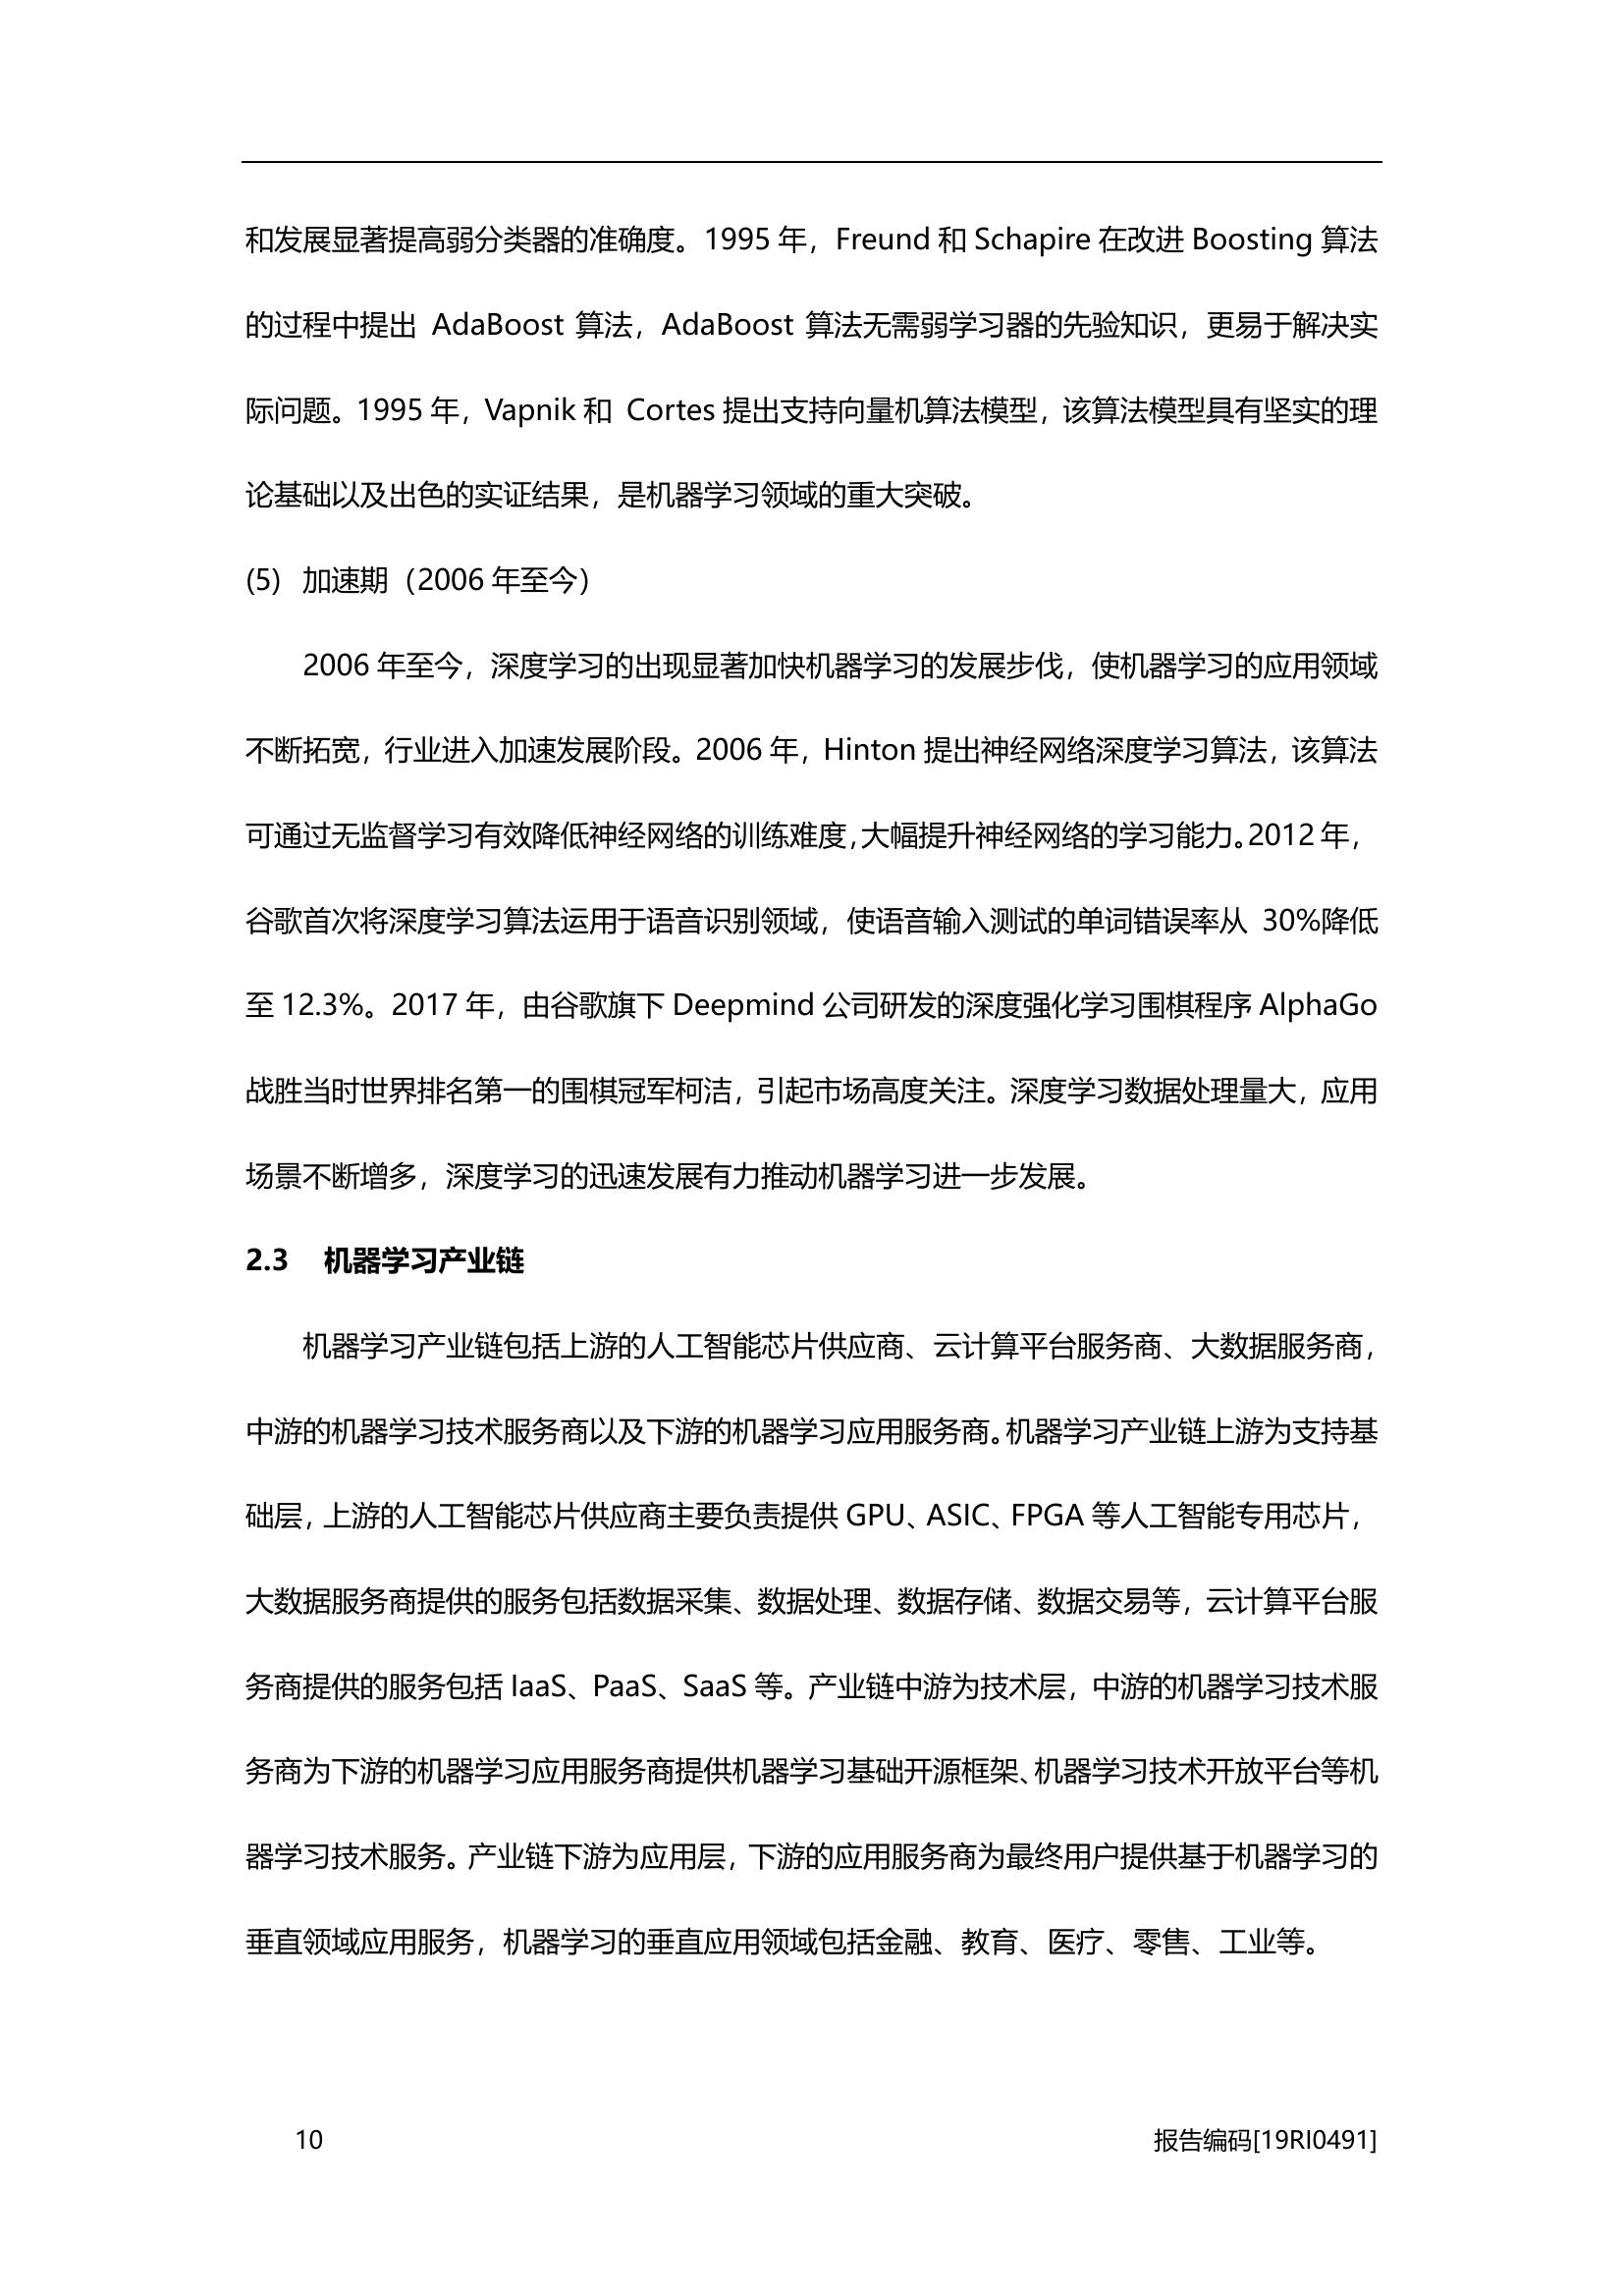 和发展显著提高弱分类器的准确度。1995 年，Freund 和 Schapire 在改进 Boosting 算法
的过程中提出 AdaBoost 算法，AdaBoost 算法无需弱学习器的先验知识，更易于解决实
际问题。1995 年，Vapnik 和 Cortes 提出支持向量机算法模型，该算法模型具有坚实的理
论基础以及出色的实证结果，是机器学习领域的重大突破。
(5) 加速期（2006 年至今）
2006 年至今，深度学习的出现显著加快机器学习的发展步伐，使机器学习的应用领域
不断拓宽，行业进入加速发展阶段。2006 年，Hinton 提出神经网络深度学习算法，该算法
可通过无监督学习有效降低神经网络的训练难度，大幅提升神经网络的学习能力。2012 年，
谷歌首次将深度学习算法运用于语音识别领域，使语音输入测试的单词错误率从 30%降低
至 12.3%。2017 年，由谷歌旗下 Deepmind 公司研发的深度强化学习围棋程序 AlphaGo
战胜当时世界排名第一的围棋冠军柯洁，引起市场高度关注。深度学习数据处理量大，应用
场景不断增多，深度学习的迅速发展有力推动机器学习进一步发展。
2.3 机器学习产业链
机器学习产业链包括上游的人工智能芯片供应商、云计算平台服务商、大数据服务商，
中游的机器学习技术服务商以及下游的机器学习应用服务商。机器学习产业链上游为支持基
础层，上游的人工智能芯片供应商主要负责提供 GPU、ASIC、FPGA 等人工智能专用芯片，
大数据服务商提供的服务包括数据采集、数据处理、数据存储、数据交易等，云计算平台服
务商提供的服务包括 IaaS、PaaS、SaaS 等。产业链中游为技术层，中游的机器学习技术服
务商为下游的机器学习应用服务商提供机器学习基础开源框架、机器学习技术开放平台等机
器学习技术服务。产业链下游为应用层，下游的应用服务商为最终用户提供基于机器学习的
垂直领域应用服务，机器学习的垂直应用领域包括金融、教育、医疗、零售、工业等。
10 报告编码[19RI0491]